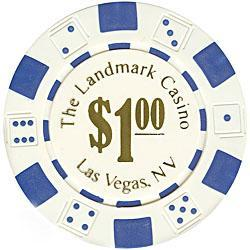 The Landmark Casino
$1.00
Las Vegas, NV